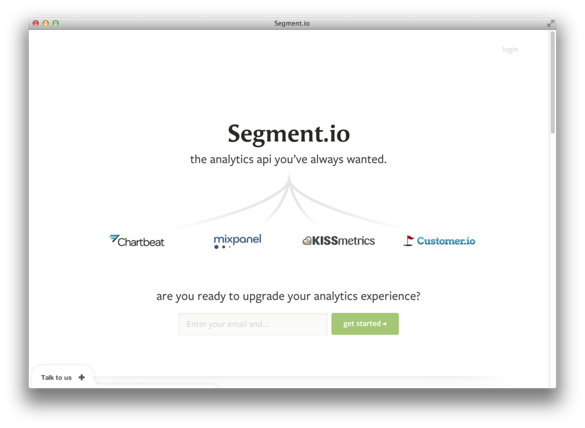 Segment.io
login
Segment.io
the analytics api you've always wanted.
Chartbeat mixpanel KISSmetrics Customer.io
are you ready to upgrade your analytics experience?
Enter your email and... get started
Talk to us +